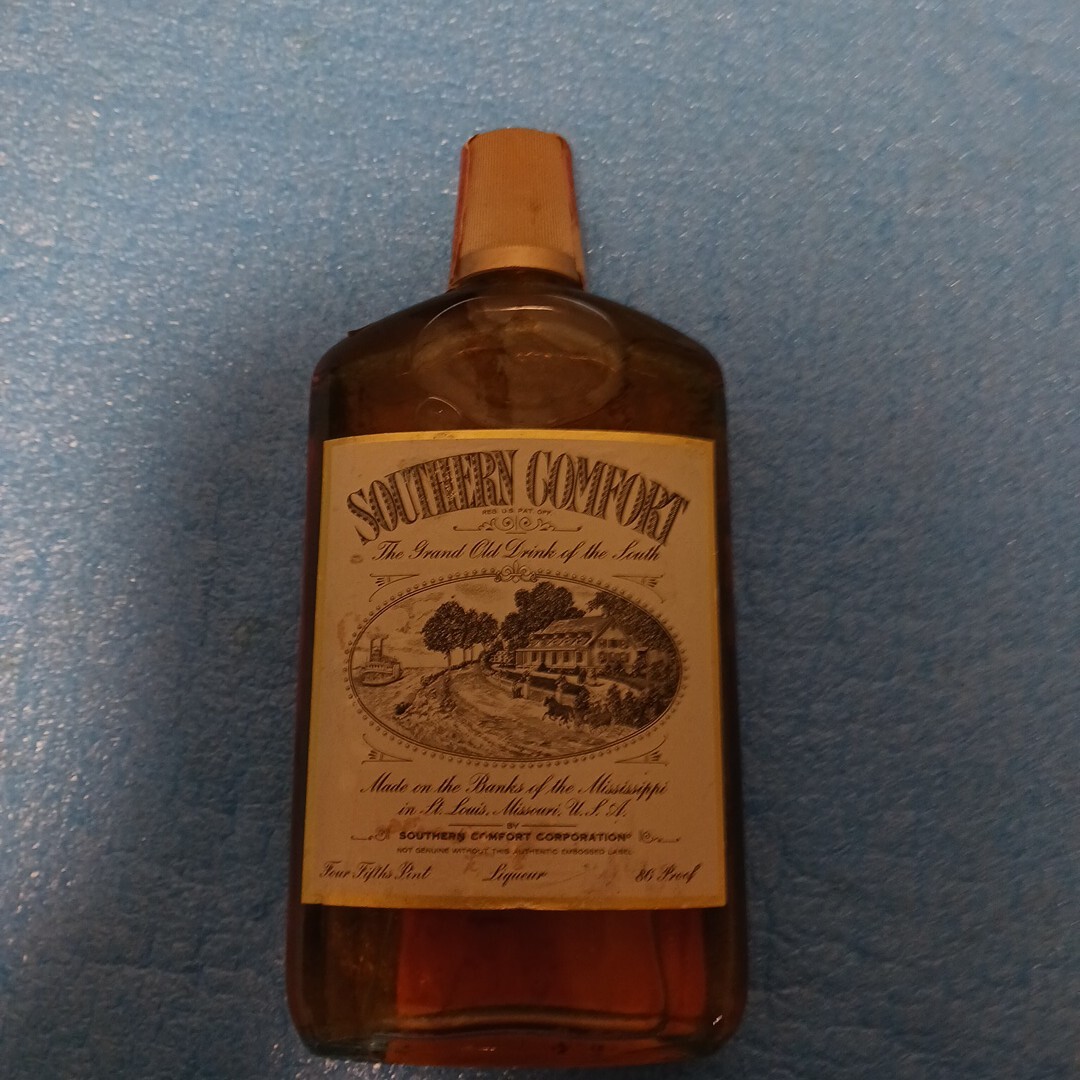 SOUTHERN COMFORT
REG. U.S. PAT. OFF.
The Grand Old Drink of the South
Made on the Banks of the Mississippi
in St. Louis, Missouri, U.S.A.
BY
SOUTHERN COMFORT CORPORATION
NOT GENUINE WITHOUT THIS AUTHENTIC EMBOSSED LABEL
Four Fifths Pint Liqueur 86 Proof